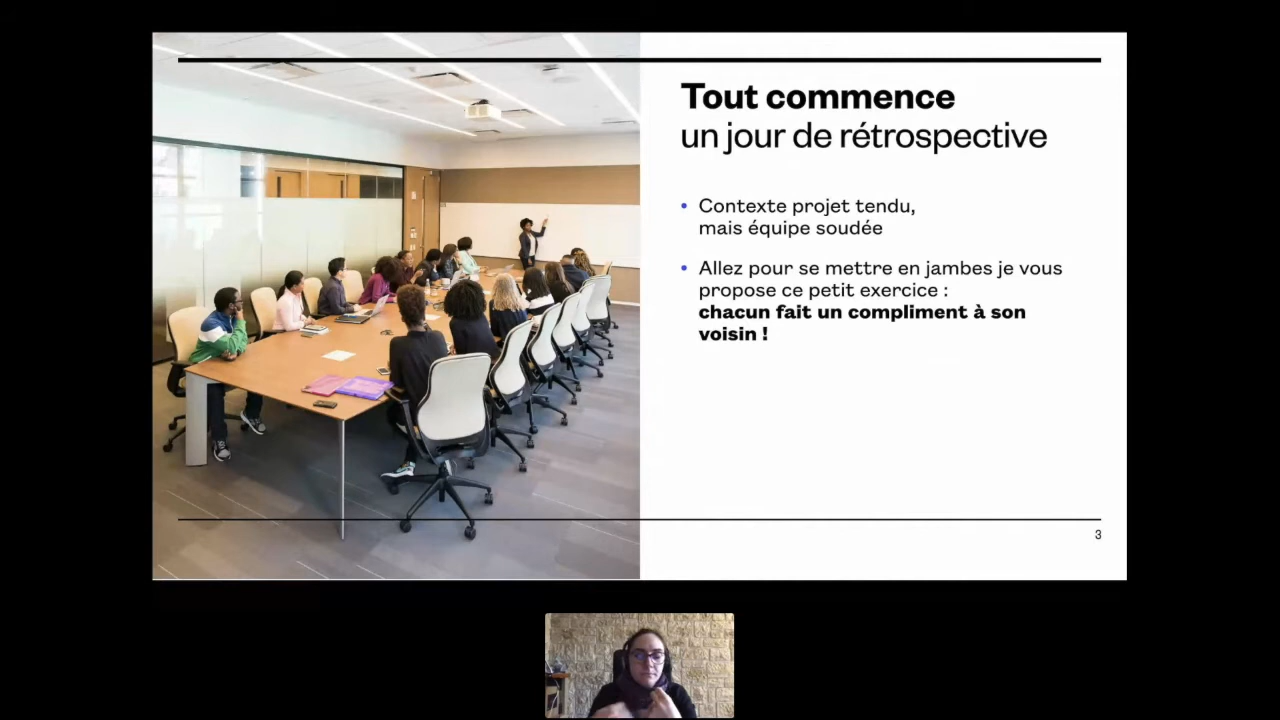 Tout commence
un jour de rétrospective
• Contexte projet tendu,
mais équipe soudée
• Allez pour se mettre en jambes je vous
propose ce petit exercice :
chacun fait un compliment à son
voisin !
3